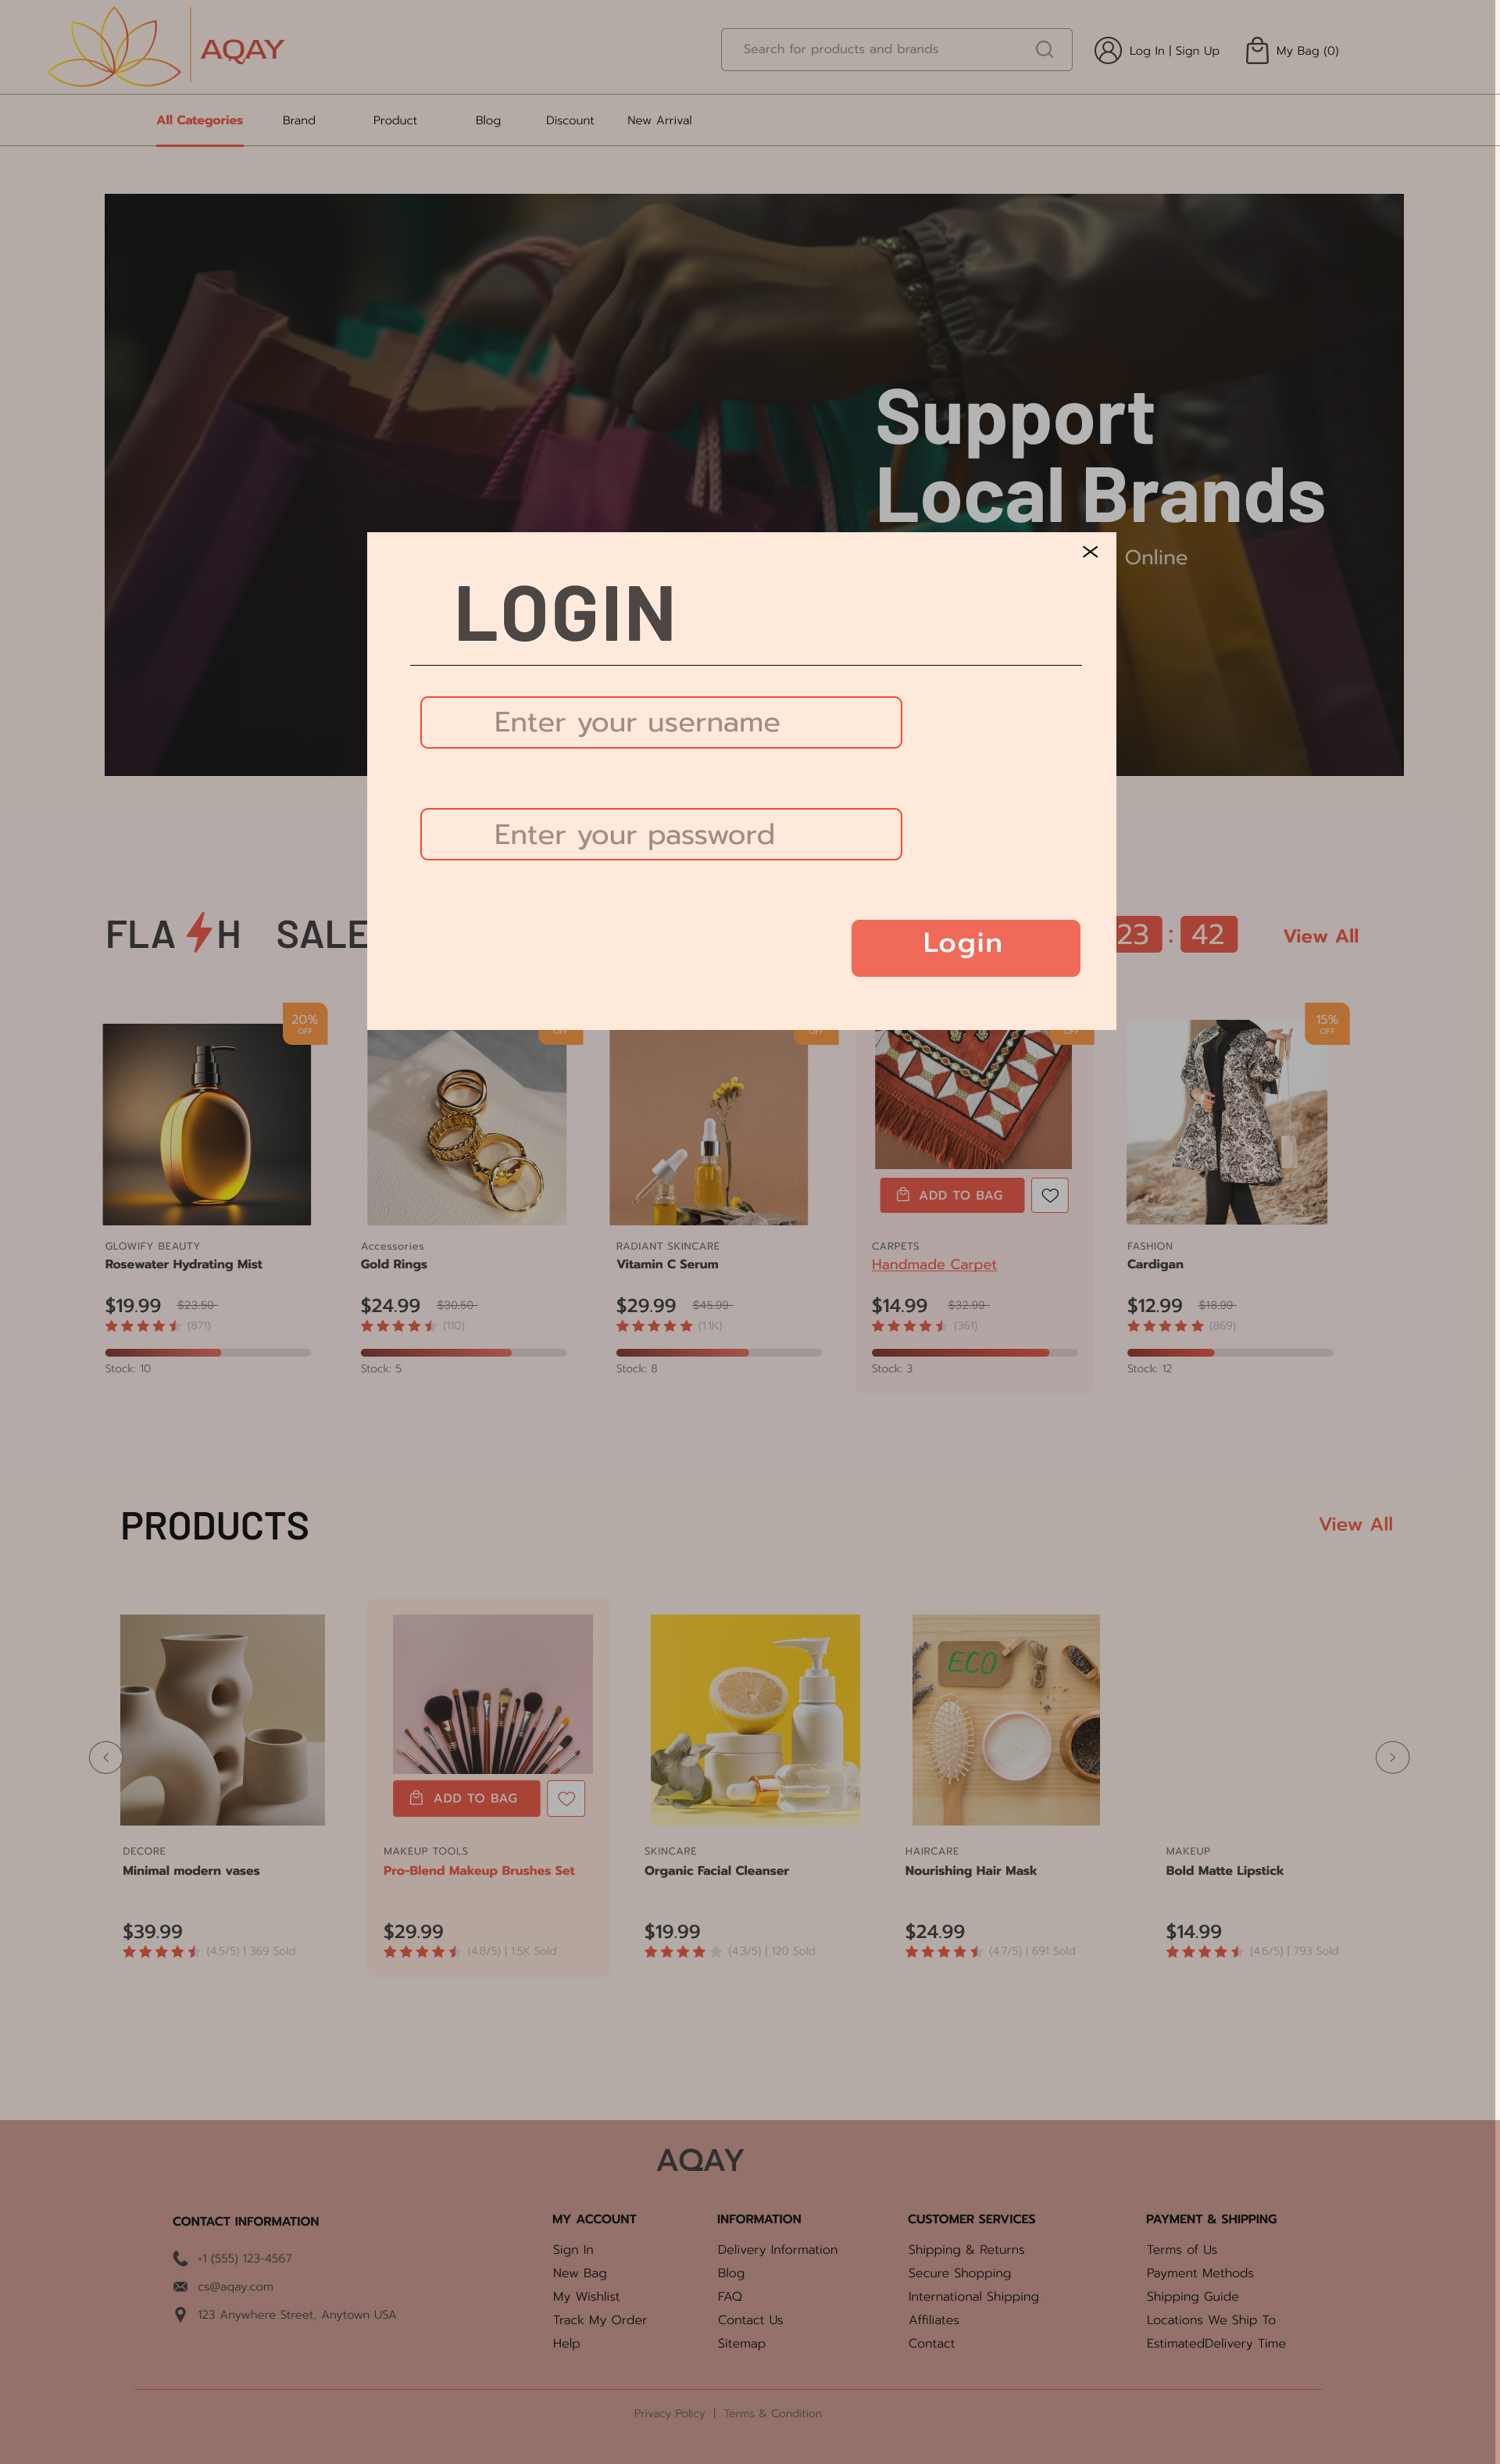 AQAY
Search for products and brands
Log In | Sign Up
My Bag (0)
All Categories
Brand
Product
Blog
Discount
New Arrival
Support
Local Brands
Online
LOGIN
Enter your username
Enter your password
Login
FLA H SALE
23 : 42
View All
20%
OFF
OFF
OFF
OFF
15%
OFF
ADD TO BAG
GLOWIFY BEAUTY
Rosewater Hydrating Mist
$19.99 $23.50
(871)
Stock: 10
Accessories
Gold Rings
$24.99 $30.50
(110)
Stock: 5
RADIANT SKINCARE
Vitamin C Serum
$29.99 $45.99
(1.1K)
Stock: 8
CARPETS
Handmade Carpet
$14.99 $32.99
(361)
Stock: 3
FASHION
Cardigan
$12.99 $18.99
(869)
Stock: 12
PRODUCTS
View All
ECO
ADD TO BAG
DECORE
Minimal modern vases
$39.99
(4.5/5) | 369 Sold
MAKEUP TOOLS
Pro-Blend Makeup Brushes Set
$29.99
(4.8/5) | 1.5K Sold
SKINCARE
Organic Facial Cleanser
$19.99
(4.3/5) | 120 Sold
HAIRCARE
Nourishing Hair Mask
$24.99
(4.7/5) | 691 Sold
MAKEUP
Bold Matte Lipstick
$14.99
(4.6/5) | 793 Sold
AQAY
CONTACT INFORMATION
+1 (555) 123-4567
cs@aqay.com
123 Anywhere Street, Anytown USA
MY ACCOUNT
Sign In
New Bag
My Wishlist
Track My Order
Help
INFORMATION
Delivery Information
Blog
FAQ
Contact Us
Sitemap
CUSTOMER SERVICES
Shipping & Returns
Secure Shopping
International Shipping
Affiliates
Contact
PAYMENT & SHIPPING
Terms of Us
Payment Methods
Shipping Guide
Locations We Ship To
EstimatedDelivery Time
Privacy Policy | Terms & Condition